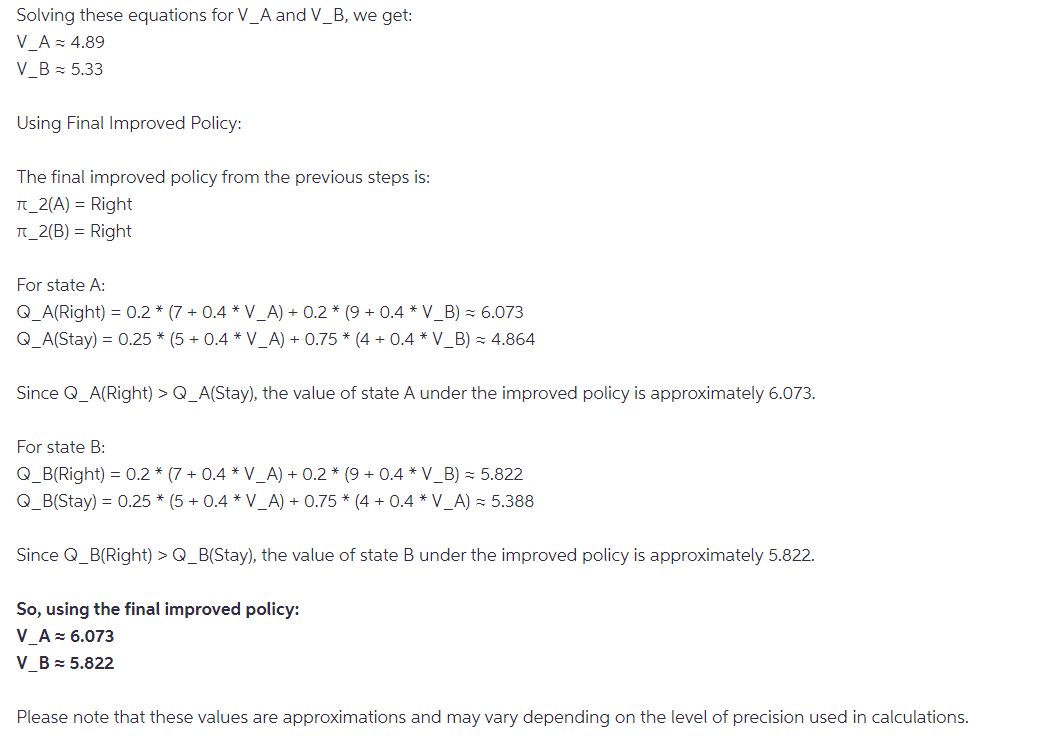 Solving these equations for V_A and V_B, we get:
V_A ≈ 4.89
V_B ≈ 5.33
Using Final Improved Policy:
The final improved policy from the previous steps is:
π_2(A) = Right
π_2(B) = Right
For state A:
Q_A(Right) = 0.2 * (7 + 0.4 * V_A) + 0.2 * (9 + 0.4 * V_B) ≈ 6.073
Q_A(Stay) = 0.25 * (5 + 0.4 * V_A) + 0.75 * (4 + 0.4 * V_B) ≈ 4.864
Since Q_A(Right) > Q_A(Stay), the value of state A under the improved policy is approximately 6.073.
For state B:
Q_B(Right) = 0.2 * (7 + 0.4 * V_A) + 0.2 * (9 + 0.4 * V_B) ≈ 5.822
Q_B(Stay) = 0.25 * (5 + 0.4 * V_A) + 0.75 * (4 + 0.4 * V_A) ≈ 5.388
Since Q_B(Right) > Q_B(Stay), the value of state B under the improved policy is approximately 5.822.
So, using the final improved policy:
V_A ≈ 6.073
V_B ≈ 5.822
Please note that these values are approximations and may vary depending on the level of precision used in calculations.